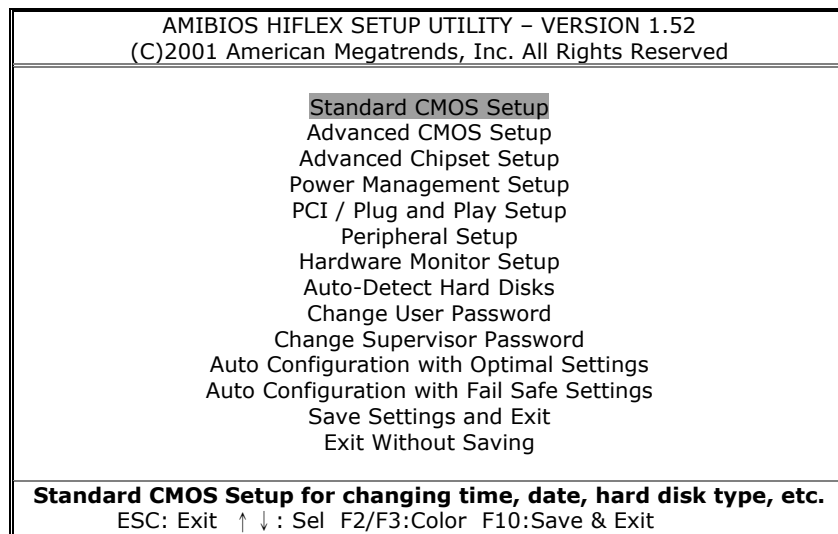 AMIBIOS HIFLEX SETUP UTILITY – VERSION 1.52
(C)2001 American Megatrends, Inc. All Rights Reserved
Standard CMOS Setup
Advanced CMOS Setup
Advanced Chipset Setup
Power Management Setup
PCI / Plug and Play Setup
Peripheral Setup
Hardware Monitor Setup
Auto-Detect Hard Disks
Change User Password
Change Supervisor Password
Auto Configuration with Optimal Settings
Auto Configuration with Fail Safe Settings
Save Settings and Exit
Exit Without Saving
Standard CMOS Setup for changing time, date, hard disk type, etc.
ESC: Exit ↑↓: Sel F2/F3:Color F10:Save & Exit